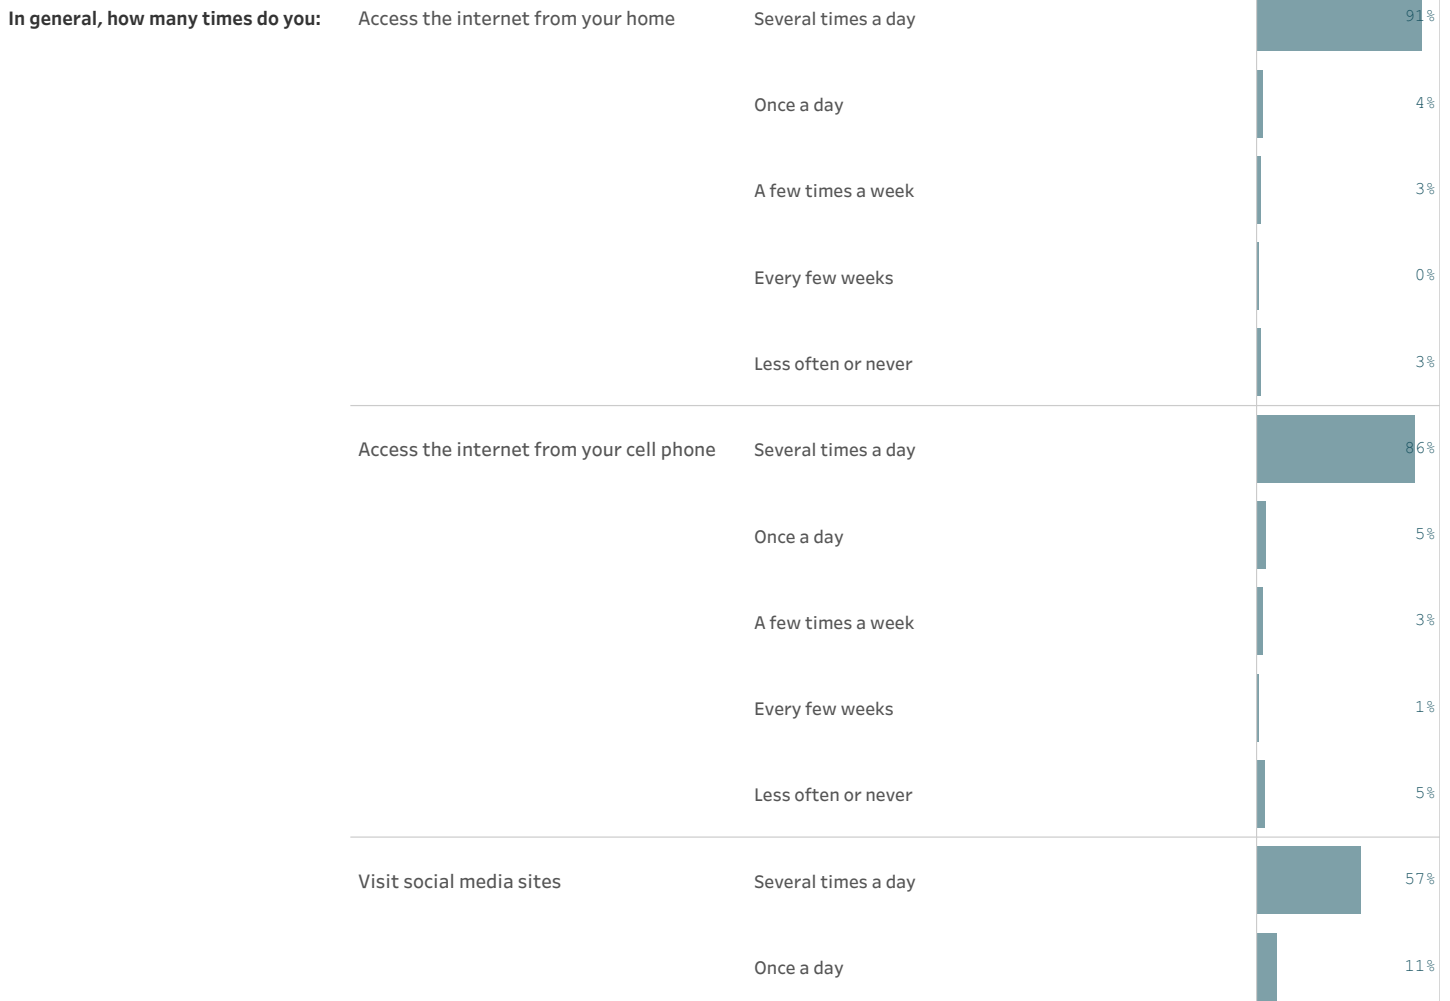 In general, how many times do you: Access the internet from your home Several times a day 91%
Once a day 4%
A few times a week 3%
Every few weeks 0%
Less often or never 3%
Access the internet from your cell phone Several times a day 86%
Once a day 5%
A few times a week 3%
Every few weeks 1%
Less often or never 5%
Visit social media sites Several times a day 57%
Once a day 11%